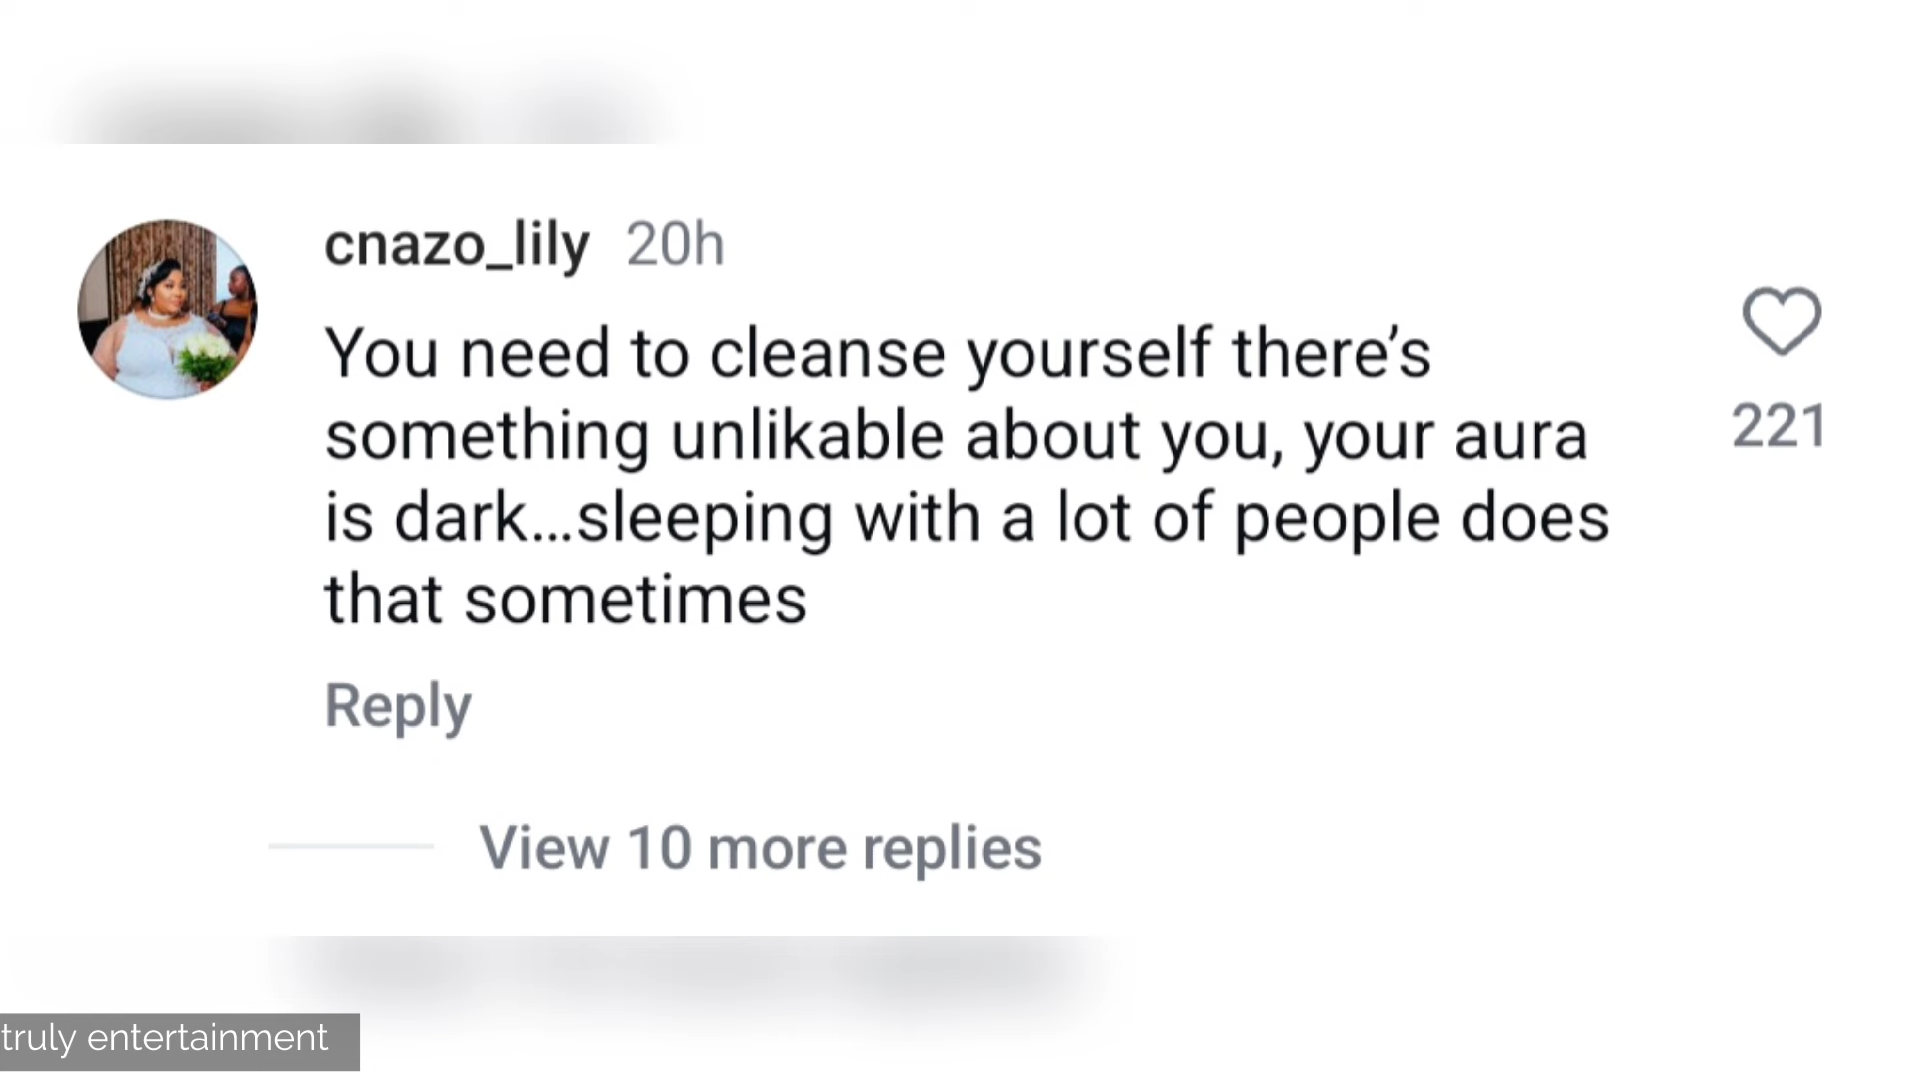 cnazo_lily 20h
You need to cleanse yourself there’s
something unlikable about you, your aura
is dark...sleeping with a lot of people does
that sometimes
221
Reply
View 10 more replies
truly entertainment